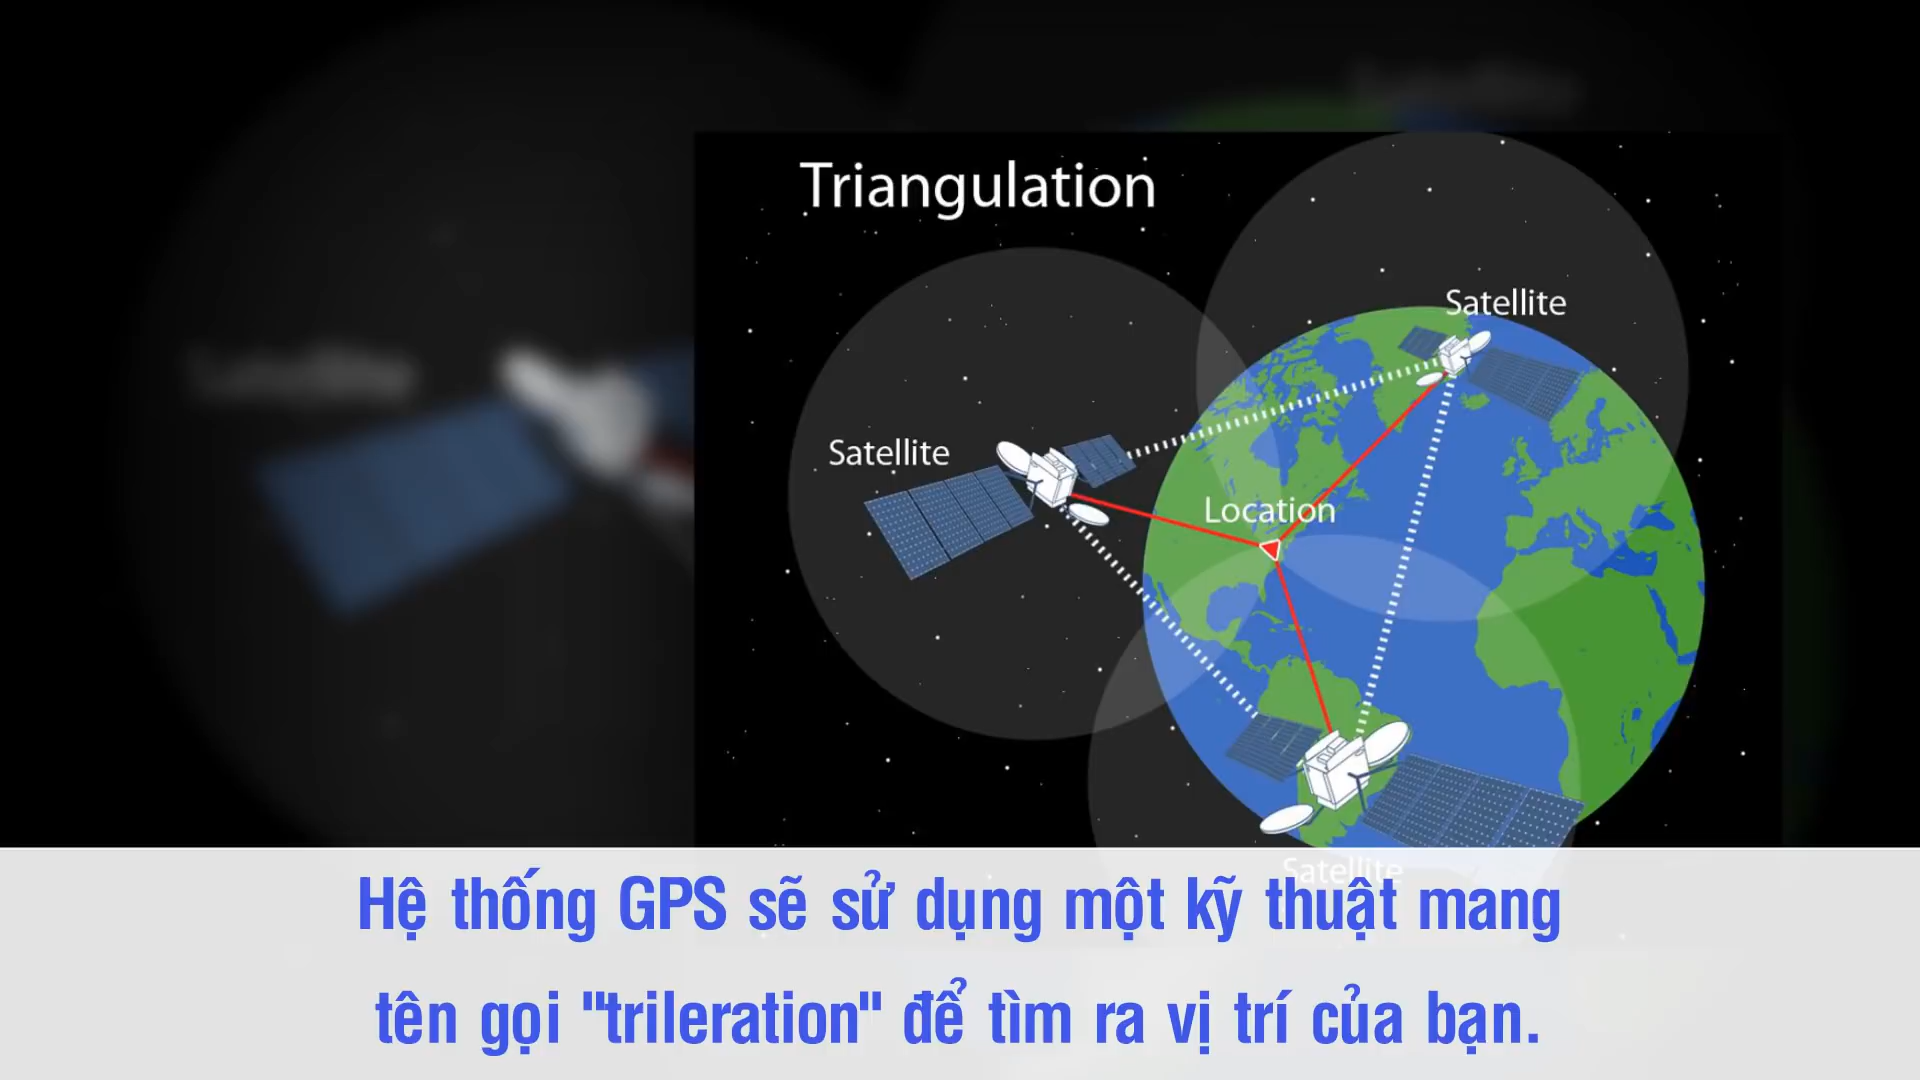 Triangulation
Satellite
Satellite
Location
Satellite
Hệ thống GPS sẽ sử dụng một kỹ thuật mang
tên gọi "trileration" để tìm ra vị trí của bạn.